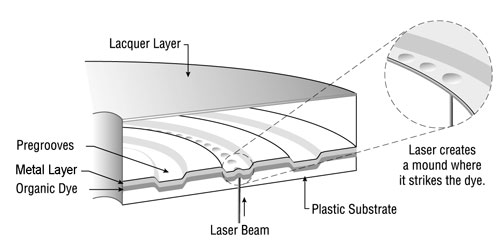 Lacquer Layer
Pregrooves
Metal Layer
Organic Dye
Laser Beam
Plastic Substrate
Laser creates
a mound where
it strikes the dye.